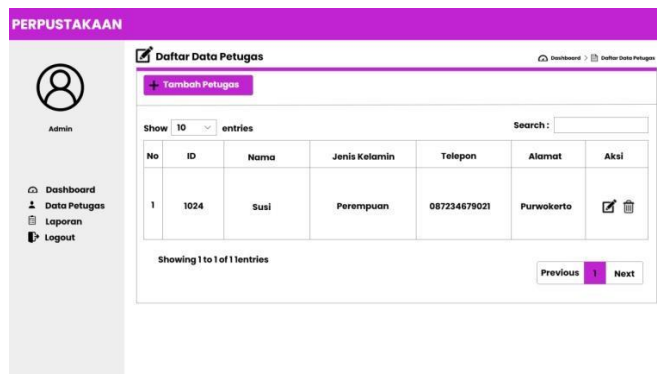 PERPUSTAKAAN
Daftar Data Petugas
Dashboard > Daftar Data Petugas
+ Tambah Petugas
Admin
Show 10 entries
Search :
No ID Nama Jenis Kelamin Telepon Alamat Aksi
1 1024 Susi Perempuan 087234679021 Purwokerto
Dashboard
Data Petugas
Laporan
Logout
Showing 1 to 1 of 1 1entries
Previous 1 Next